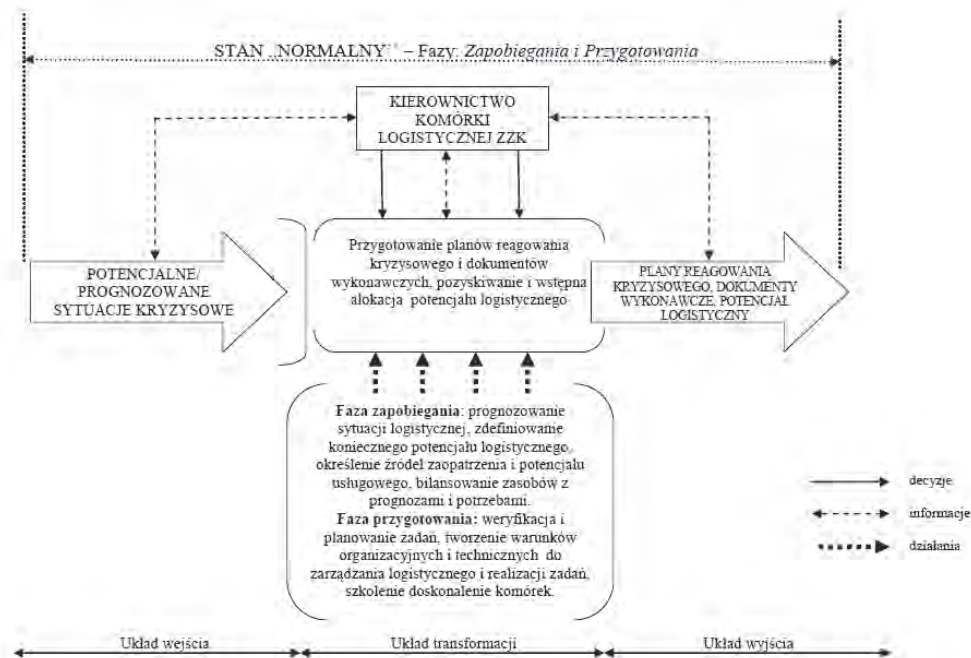 STAN „NORMALNY” – Fazy: Zapobiegania i Przygotowania
KIEROWNICTWO
KOMÓRKI
LOGISTYCZNEJ ZZK
POTENCJALNE/
PROGNOZOWANE
SYTUACJE KRYZYSOWE
Przygotowanie planów reagowania
kryzysowego i dokumentów
wykonawczych, pozyskiwanie i wstępna
alokacja potencjału logistycznego
PLANY REAGOWANIA
KRYZYSOWEGO, DOKUMENTY
WYKONAWCZE, POTENCJAŁ
LOGISTYCZNY
Faza zapobiegania: prognozowanie
sytuacji logistycznej, zdefiniowanie
koniecznego potencjału logistycznego,
określenie źródeł zaopatrzenia i potencjału
usługowego, bilansowanie zasobów z
prognozami i potrzebami.
Faza przygotowania: weryfikacja i
planowanie zadań, tworzenie warunków
organizacyjnych i technicznych do
zarządzania logistycznego i realizacji zadań,
szkolenie doskonalenie komórek.
decyzje
informacje
działania
Układ wejścia
Układ transformacji
Układ wyjścia